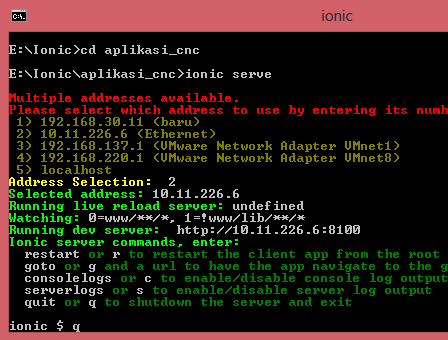 ionic
E:\Ionic>cd aplikasi_cnc
E:\Ionic\aplikasi_cnc>ionic serve
Multiple addresses available.
Please select which address to use by entering its numb
1) 192.168.30.11 (baru)
2) 10.11.226.6 (Ethernet)
3) 192.168.137.1 (VMware Network Adapter VMnet1)
4) 192.168.220.1 (VMware Network Adapter VMnet8)
5) localhost
Address Selection:  2
Selected address: 10.11.226.6
Running live reload server: undefined
Watching: 0=www/**/*, 1=!www/lib/**/*
Running dev server:  http://10.11.226.6:8100
Ionic server commands, enter:
restart or r to restart the client app from the root
goto or g and a url to have the app navigate to the g
consolelogs or c to enable/disable console log output
serverlogs or s to enable/disable server log output
quit or q to shutdown the server and exit
ionic $ q